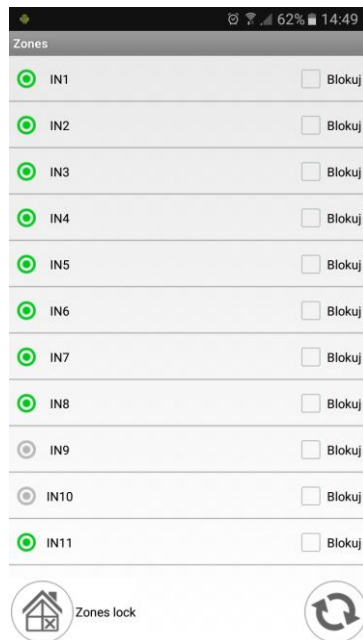 62% 14:49
Zones
IN1 Blokuj
IN2 Blokuj
IN3 Blokuj
IN4 Blokuj
IN5 Blokuj
IN6 Blokuj
IN7 Blokuj
IN8 Blokuj
IN9 Blokuj
IN10 Blokuj
IN11 Blokuj
Zones lock